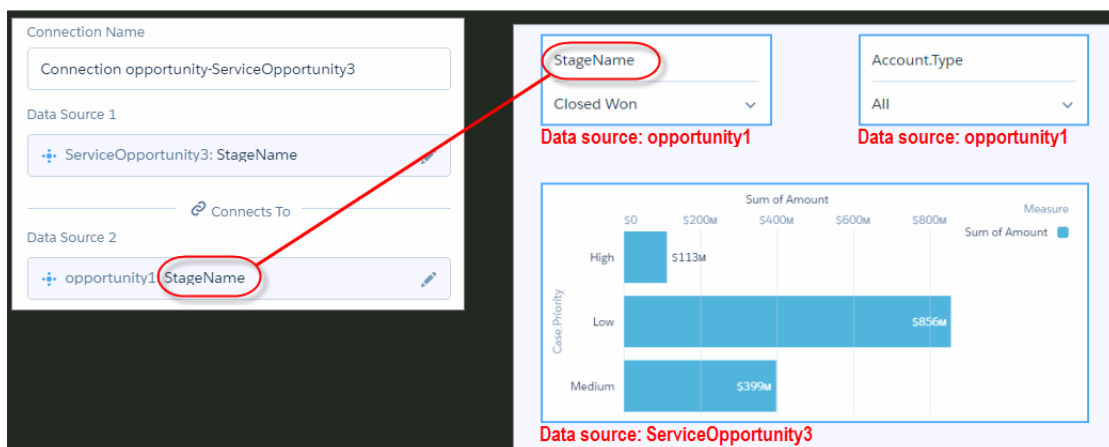 Connection Name
Connection opportunity-ServiceOpportunity3
Data Source 1
ServiceOpportunity3: StageName
Connects To
Data Source 2
opportunity1: StageName
StageName
Closed Won
Data source: opportunity1
Account.Type
All
Data source: opportunity1
Sum of Amount
$0 $200M $400M $600M $800M
Measure
Sum of Amount
Case.Priority
High $113M
Low $856M
Medium $399M
Data source: ServiceOpportunity3